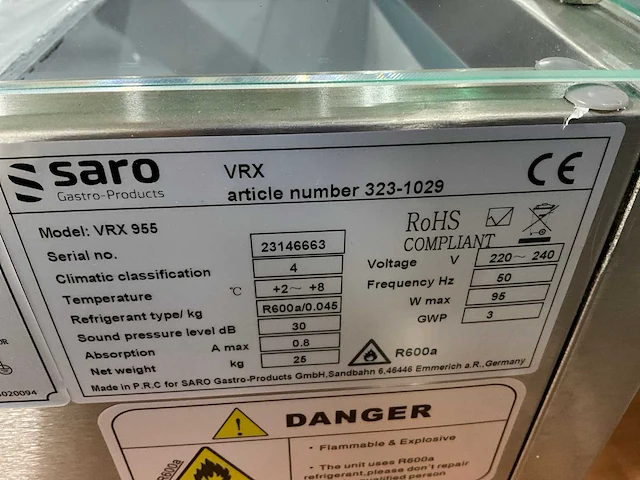 saro
Gastro-Products
VRX
article number 323-1029
CE
Model: VRX 955
RoHS
COMPLIANT
Serial no. 23146663
Climatic classification 4
Temperature °C +2～ +8
Refrigerant type/ kg R600a/0.045
Sound pressure level dB 30
Absorption A max 0.8
Net weight kg 25
Voltage V 220～ 240
Frequency Hz 50
W max 95
GWP 3
R600a
Made in P.R.C for SARO Gastro-Products GmbH,Sandbahn 6,46446 Emmerich a.R.,Germany
5020094
DANGER
R600a
• Flammable & Explosive
• The unit uses R600a
refrigerant,please don't repair